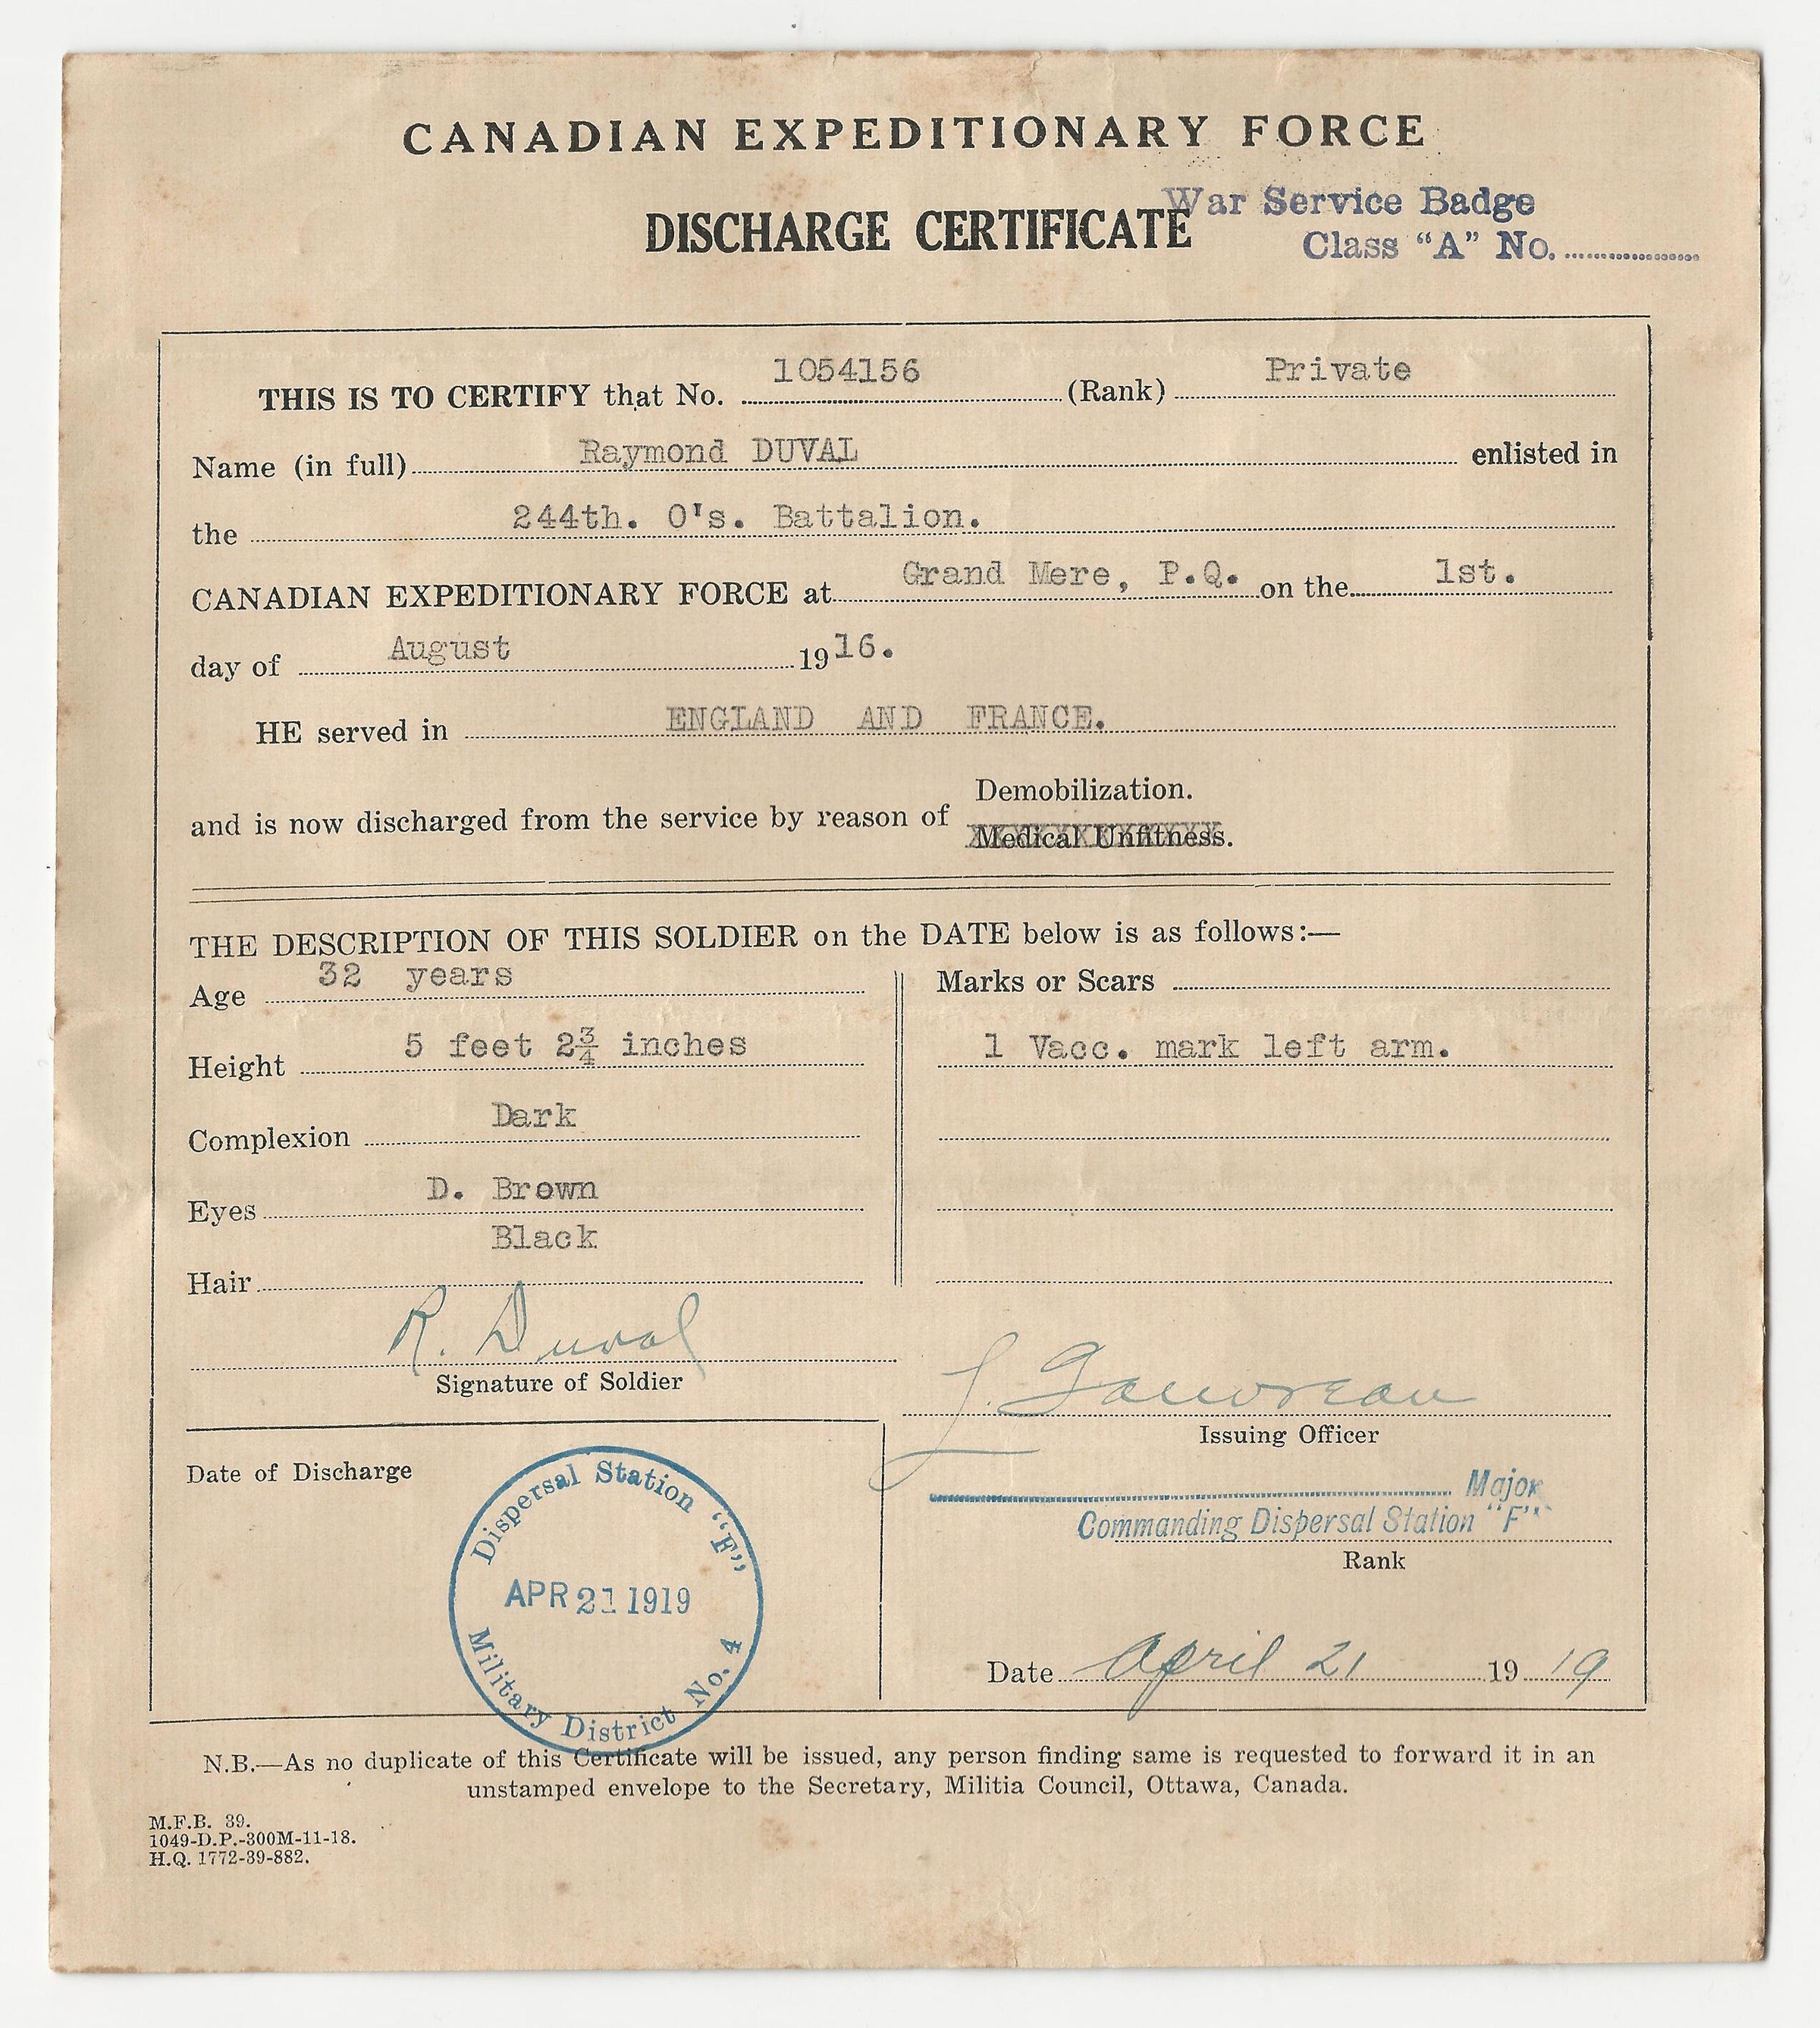 CANADIAN EXPEDITIONARY FORCE
War Service Badge
DISCHARGE CERTIFICATE
Class “A” No.
THIS IS TO CERTIFY that No. 1054156 (Rank) Private
Name (in full) Raymond DUVAL enlisted in
the 244th. O's. Battalion.
CANADIAN EXPEDITIONARY FORCE at Grand Mere, P.Q. on the 1st.
day of August 1916.
HE served in ENGLAND AND FRANCE.
Demobilization.
and is now discharged from the service by reason of
Medical Unfitness.
THE DESCRIPTION OF THIS SOLDIER on the DATE below is as follows:—
Age 32 years
Height 5 feet 2¾ inches
Complexion Dark
Eyes D. Brown
Hair Black
Marks or Scars
1 Vacc. mark left arm.
R. Duval
Signature of Soldier
Issuing Officer
Major
Commanding Dispersal Station "F"
Rank
Date of Discharge
Dispersal Station "F"
APR 21 1919
Military District No. 4
Date April 21 1919
N.B.—As no duplicate of this Certificate will be issued, any person finding same is requested to forward it in an
unstamped envelope to the Secretary, Militia Council, Ottawa, Canada.
M.F.B. 39.
1049-D.P.-300M-11-18.
H.Q. 1772-39-882.